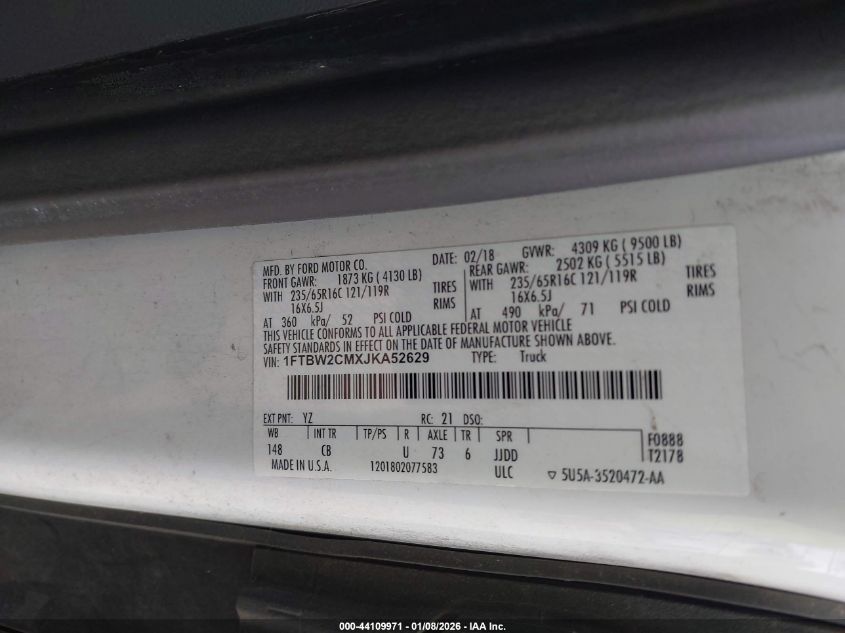 MFD. BY FORD MOTOR CO. DATE: 02/18 GVWR: 4309 KG ( 9500 LB)
FRONT GAWR: 1873 KG ( 4130 LB) REAR GAWR: 2502 KG ( 5515 LB)
WITH 235/65R16C 121/119R TIRES WITH 235/65R16C 121/119R TIRES
16X6.5J RIMS 16X6.5J RIMS
AT 360 kPa/ 52 PSI COLD AT 490 kPa/ 71 PSI COLD
THIS VEHICLE CONFORMS TO ALL APPLICABLE FEDERAL MOTOR VEHICLE
SAFETY STANDARDS IN EFFECT ON THE DATE OF MANUFACTURE SHOWN ABOVE.
VIN: 1FTBW2CMXJKA52629 TYPE: Truck
EXT PNT: YZ RC: 21 DSO:
WB INT TR TP/PS R AXLE TR SPR F0888
148 CB U 73 6 JJDD T2178
MADE IN U.S.A. 1201802077583 ULC ▽ 5U5A-3520472-AA
000-44109971 - 01/08/2026 - IAA Inc.